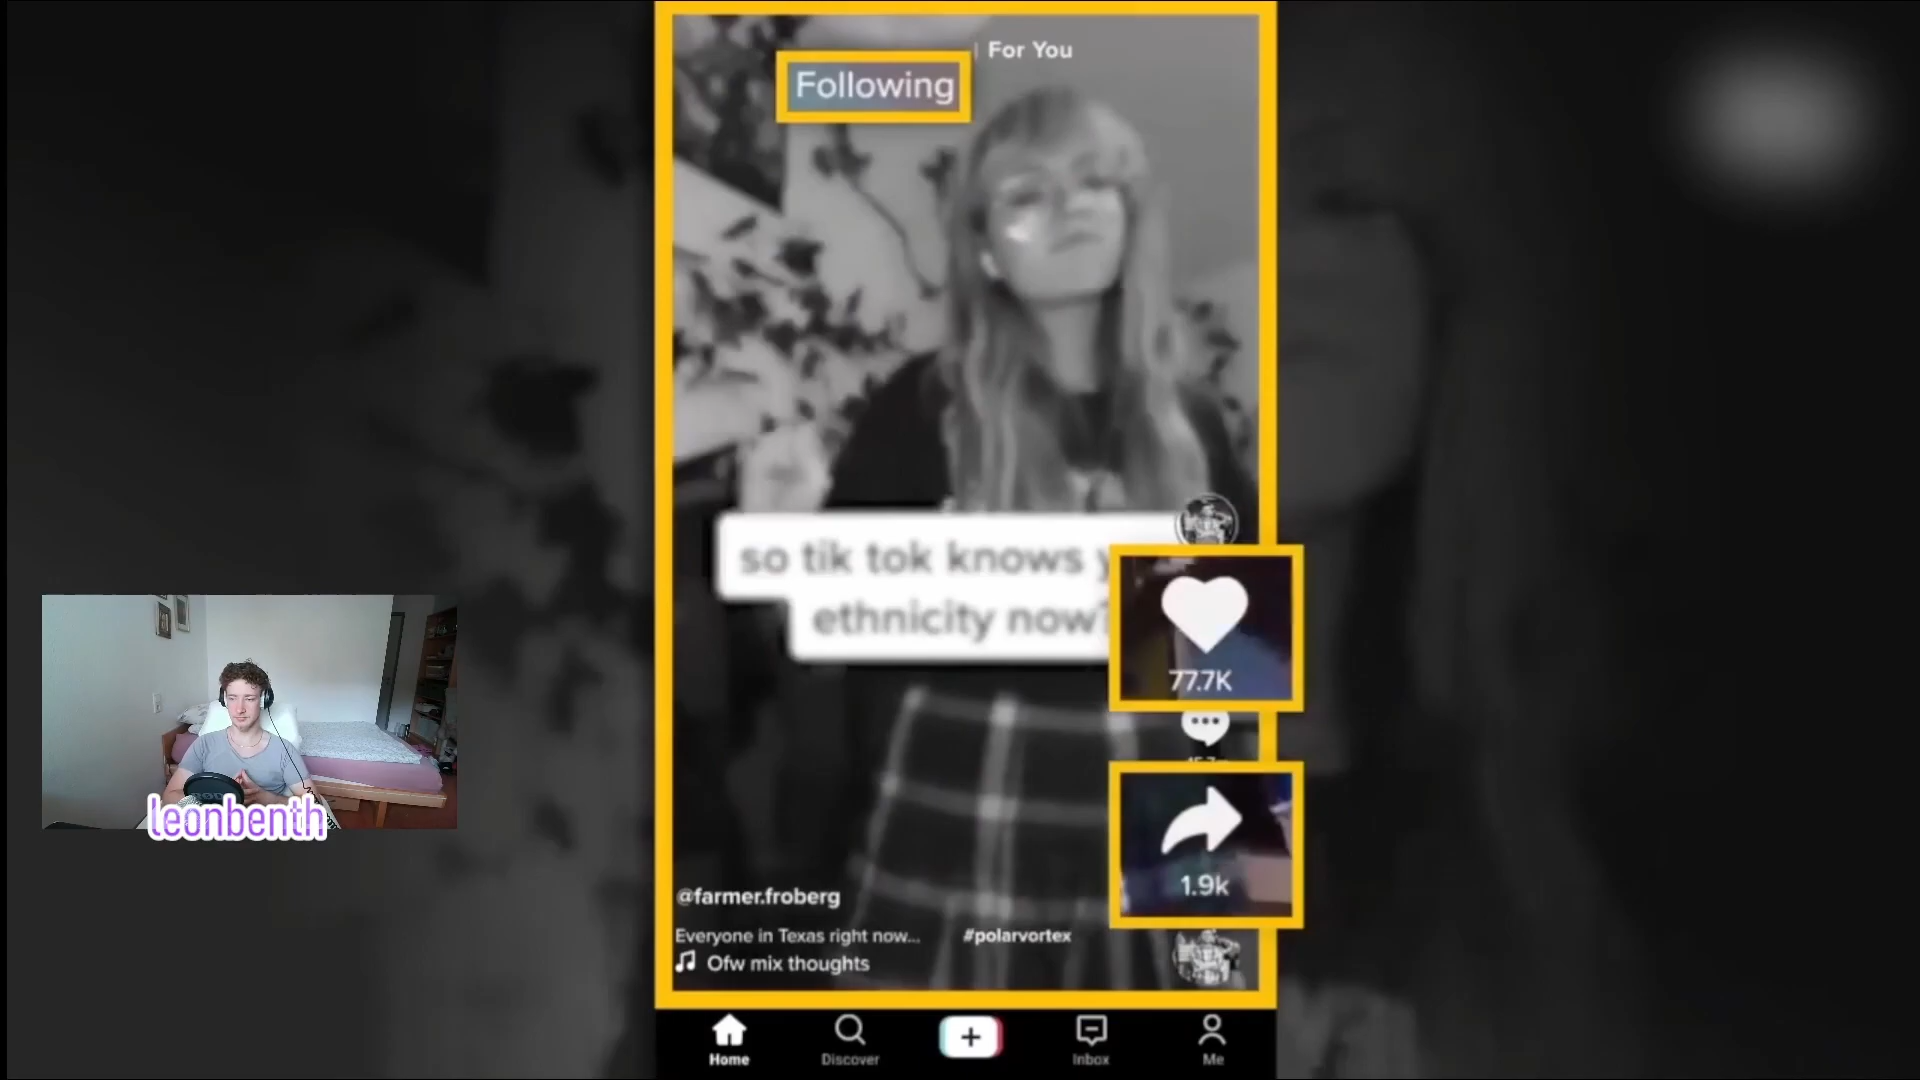 For You
Following
so tik tok knows
ethnicity now?
77.7K
1.9k
leonbenth
@farmer.froberg
Everyone in Texas right now... #polarvortex
Ofw mix thoughts
Home
Discover
Inbox
Me